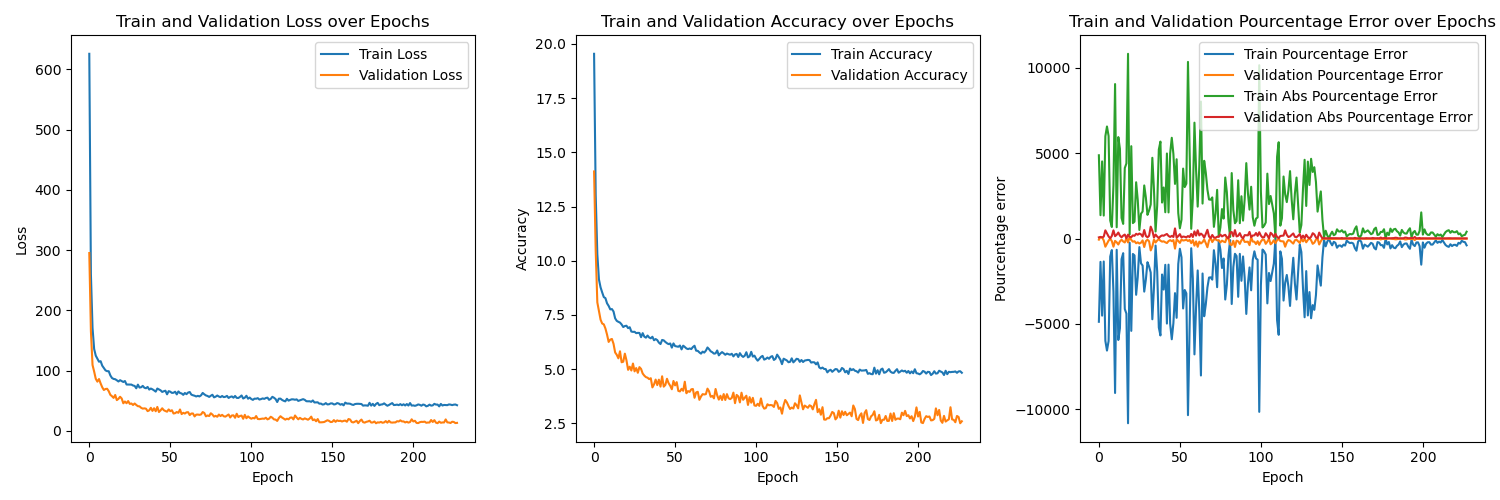 Train and Validation Loss over Epochs
Train Loss
Validation Loss
600
500
400
300
200
100
0
Loss
0
50
100
150
200
Epoch
Train and Validation Accuracy over Epochs
Train Accuracy
Validation Accuracy
20.0
17.5
15.0
12.5
10.0
7.5
5.0
2.5
Accuracy
0
50
100
150
200
Epoch
Train and Validation Pourcentage Error over Epochs
Train Pourcentage Error
Validation Pourcentage Error
Train Abs Pourcentage Error
Validation Abs Pourcentage Error
10000
5000
0
−5000
−10000
Pourcentage error
0
50
100
150
200
Epoch